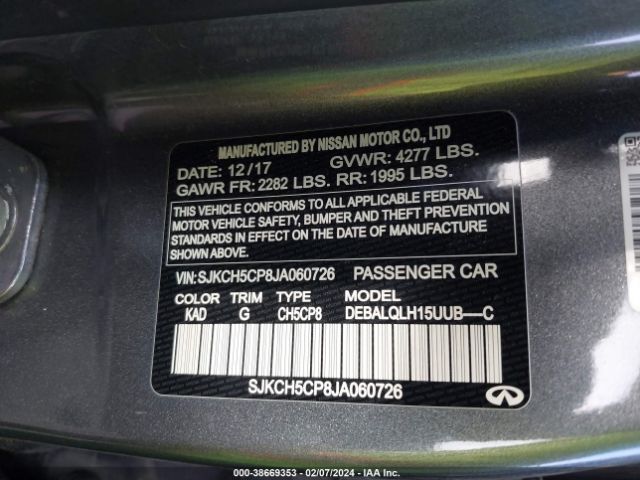 MANUFACTURED BY NISSAN MOTOR CO., LTD
DATE: 12/17 GVWR: 4277 LBS.
GAWR FR: 2282 LBS. RR: 1995 LBS.
THIS VEHICLE CONFORMS TO ALL APPLICABLE FEDERAL
MOTOR VEHICLE SAFETY, BUMPER AND THEFT PREVENTION
STANDARDS IN EFFECT ON THE DATE OF MANUFACTURE
SHOWN ABOVE.
VIN: SJKCH5CP8JA060726 PASSENGER CAR
COLOR TRIM TYPE MODEL
KAD G CH5CP8 DEBALQLH15UUB--C
SJKCH5CP8JA060726
000-38669353 - 02/07/2024 - IAA Inc.